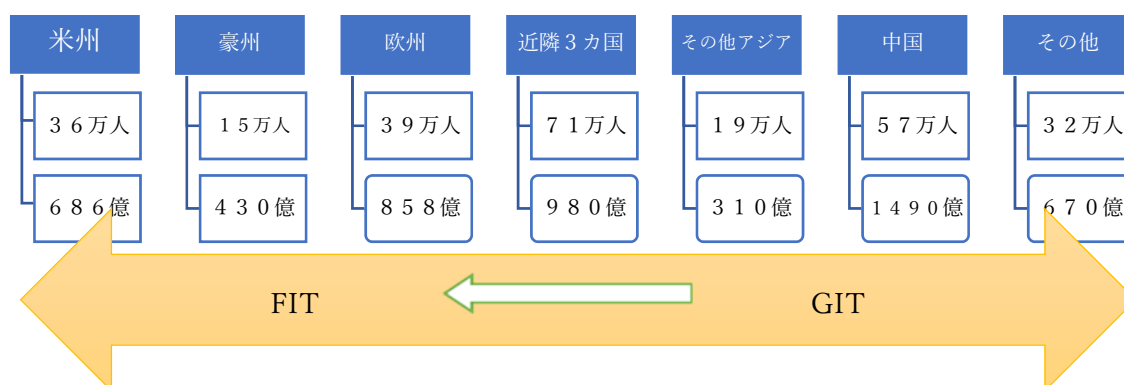 米州
豪州
欧州
近隣３カ国
その他アジア
中国
その他
３６万人
１５万人
３９万人
７１万人
１９万人
５７万人
３２万人
６８６億
４３０億
８５８億
９８０億
３１０億
１４９０億
６７０億
FIT
GIT